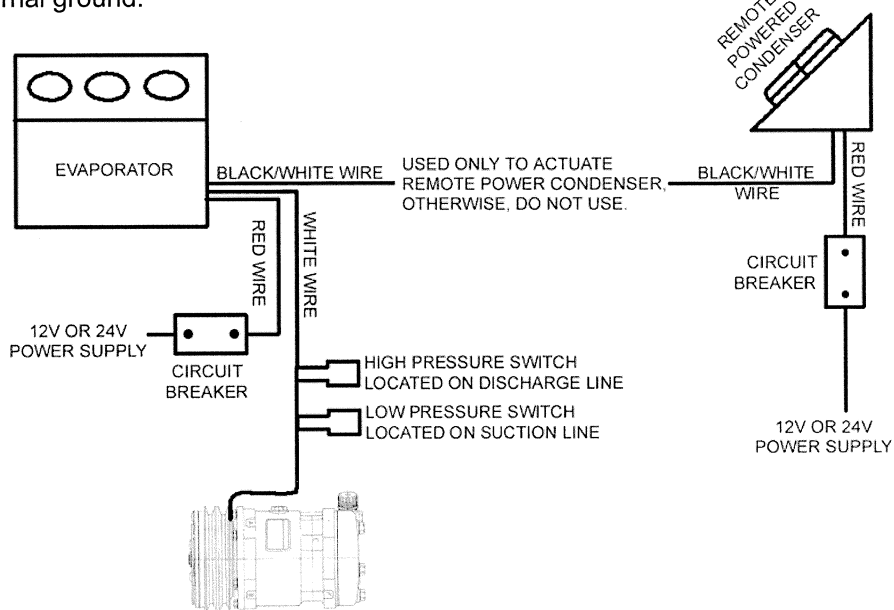 ground.
REMOTE
POWERED
CONDENSER
EVAPORATOR
BLACK/WHITE WIRE
USED ONLY TO ACTUATE
REMOTE POWER CONDENSER,
OTHERWISE, DO NOT USE.
BLACK/WHITE
WIRE
RED WIRE
RED WIRE
WHITE WIRE
CIRCUIT
BREAKER
12V OR 24V
POWER SUPPLY
CIRCUIT
BREAKER
HIGH PRESSURE SWITCH
LOCATED ON DISCHARGE LINE
LOW PRESSURE SWITCH
LOCATED ON SUCTION LINE
12V OR 24V
POWER SUPPLY